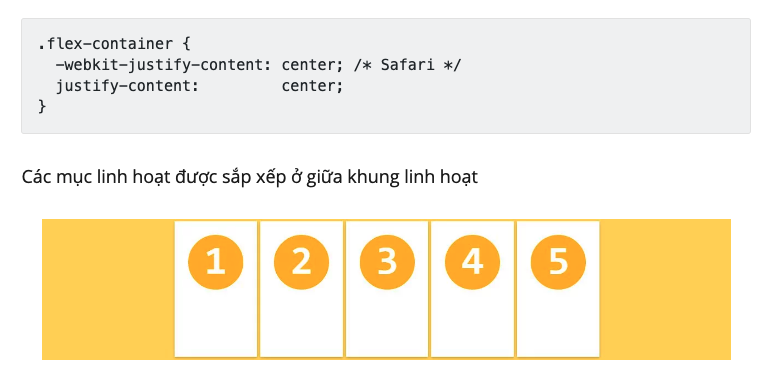 .flex-container {
  -webkit-justify-content: center; /* Safari */
  justify-content:         center;
}
Các mục linh hoạt được sắp xếp ở giữa khung linh hoạt
1 2 3 4 5